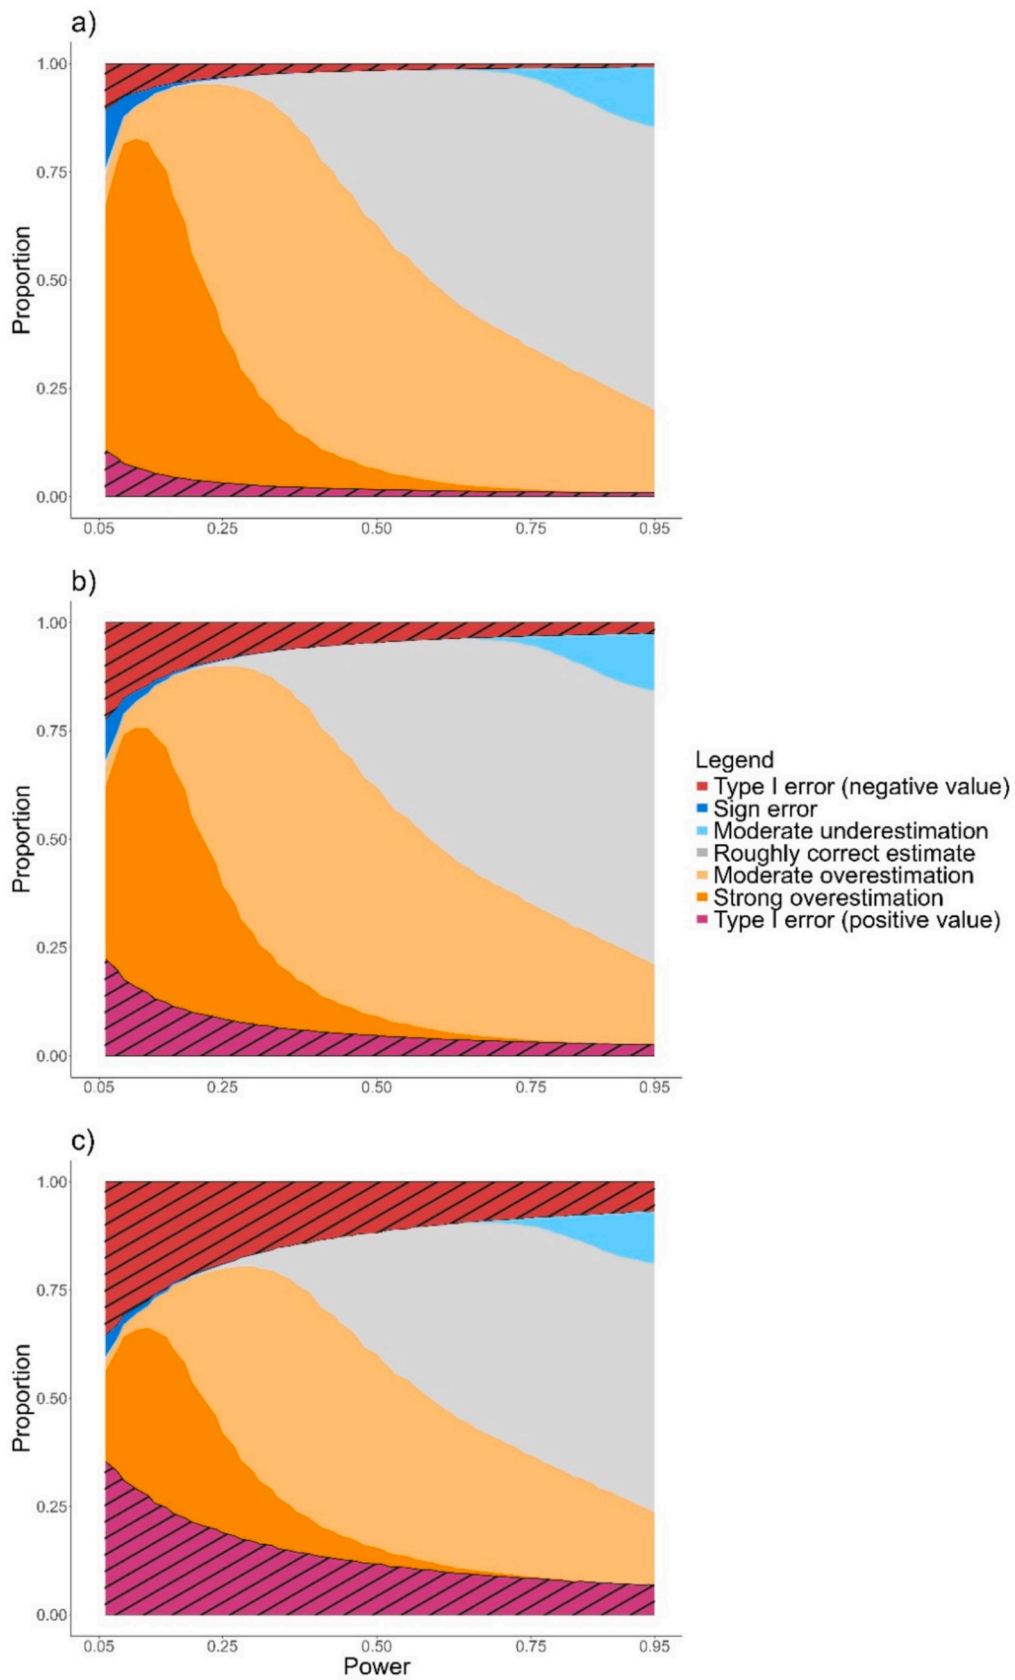 a)
1.00
0.75
0.50
0.25
0.00
Proportion
0.05 0.25 0.50 0.75 0.95
b)
1.00
0.75
0.50
0.25
0.00
Proportion
0.05 0.25 0.50 0.75 0.95
Legend
Type I error (negative value)
Sign error
Moderate underestimation
Roughly correct estimate
Moderate overestimation
Strong overestimation
Type I error (positive value)
c)
1.00
0.75
0.50
0.25
0.00
Proportion
0.05 0.25 0.50 0.75 0.95
Power